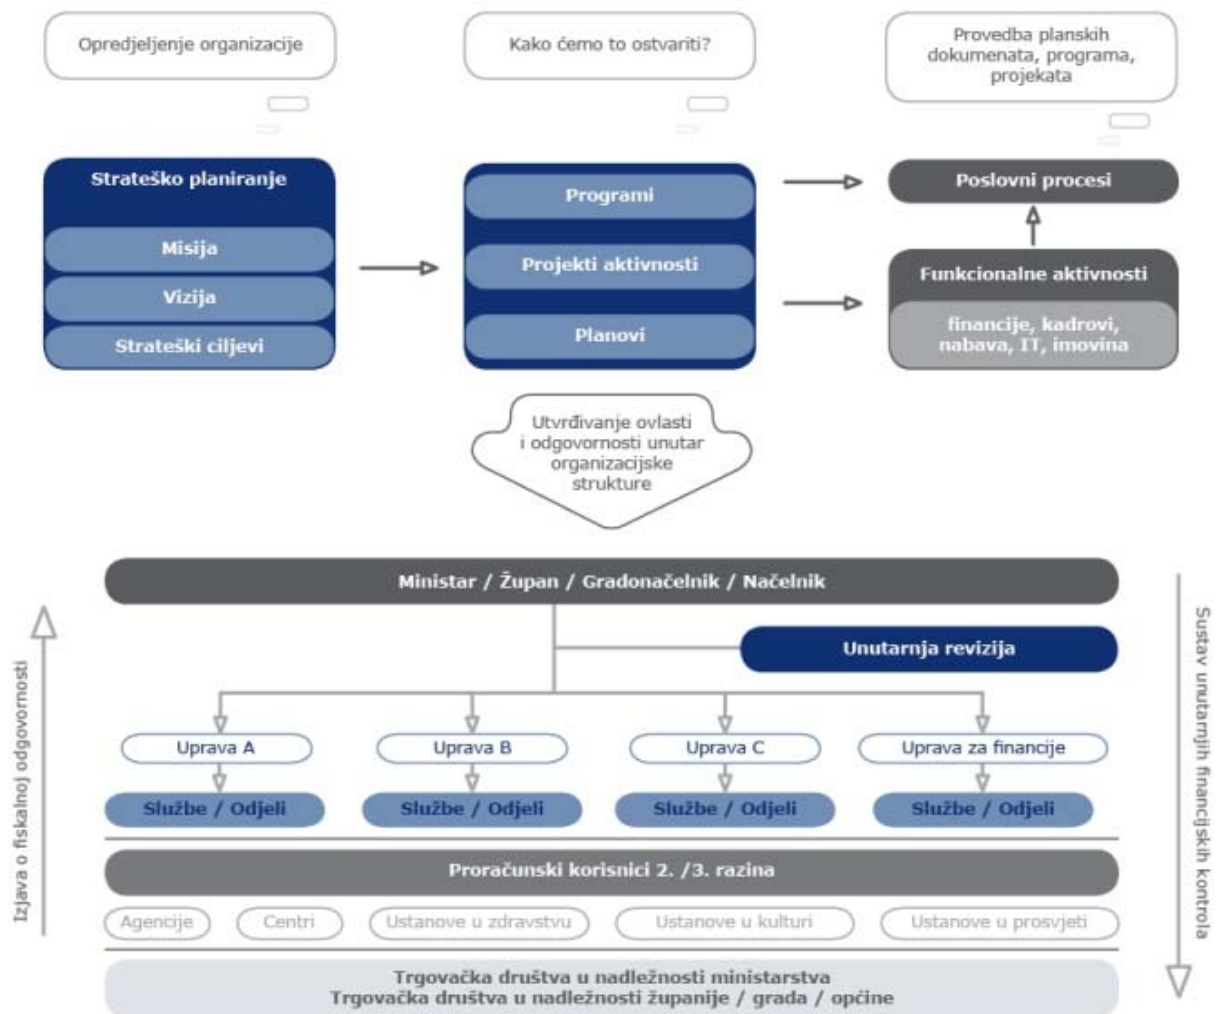 Opredjeljenje organizacije
Kako ćemo to ostvariti?
Provedba planskih
dokumenata, programa,
projekata
Strateško planiranje
Misija
Vizija
Strateški ciljevi
Programi
Projekti aktivnosti
Planovi
Poslovni procesi
Funkcionalne aktivnosti
financije, kadrovi,
nabava, IT, imovina
Utvrđivanje ovlasti
i odgovornosti unutar
organizacijske
strukture
Ministar / Župan / Gradonačelnik / Načelnik
Unutarnja revizija
Uprava A
Uprava B
Uprava C
Uprava za financije
Službe / Odjeli
Službe / Odjeli
Službe / Odjeli
Službe / Odjeli
Proračunski korisnici 2. /3. razina
Agencije
Centri
Ustanove u zdravstvu
Ustanove u kulturi
Ustanove u prosvjeti
Trgovačka društva u nadležnosti ministarstva
Trgovačka društva u nadležnosti županije / grada / općine
Izjava o fiskalnoj odgovornosti
Sustav unutarnjih financijskih kontrola